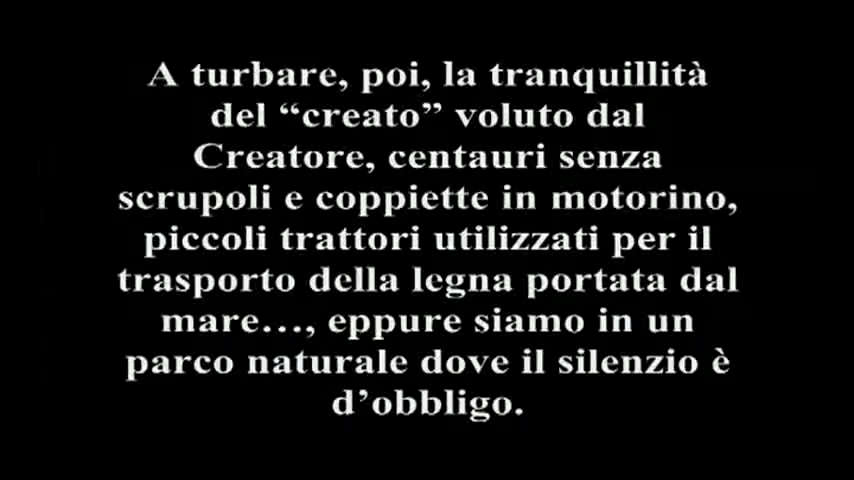 A turbare, poi, la tranquillità
del “creato” voluto dal
Creatore, centauri senza
scrupoli e coppiette in motorino,
piccoli trattori utilizzati per il
trasporto della legna portata dal
mare…, eppure siamo in un
parco naturale dove il silenzio è
d’obbligo.